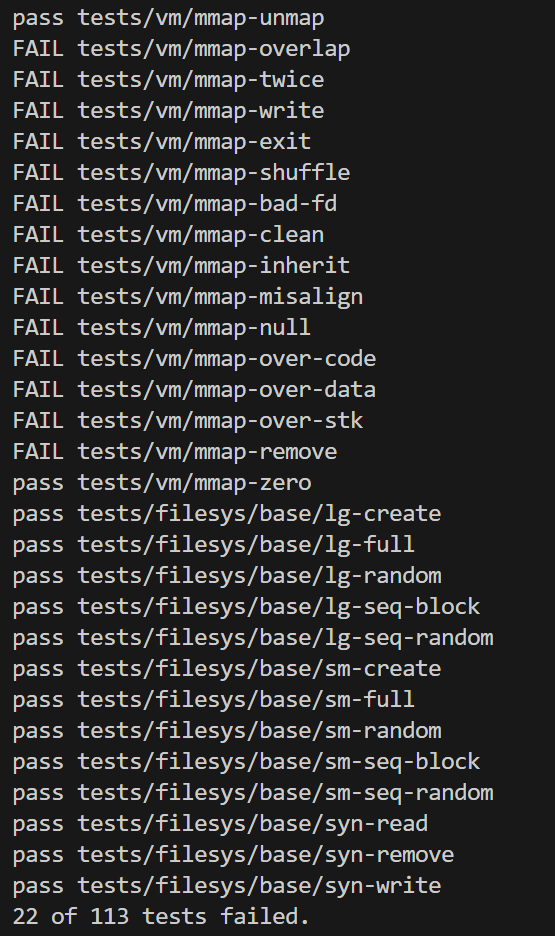 pass tests/vm/mmap-unmap
FAIL tests/vm/mmap-overlap
FAIL tests/vm/mmap-twice
FAIL tests/vm/mmap-write
FAIL tests/vm/mmap-exit
FAIL tests/vm/mmap-shuffle
FAIL tests/vm/mmap-bad-fd
FAIL tests/vm/mmap-clean
FAIL tests/vm/mmap-inherit
FAIL tests/vm/mmap-misalign
FAIL tests/vm/mmap-null
FAIL tests/vm/mmap-over-code
FAIL tests/vm/mmap-over-data
FAIL tests/vm/mmap-over-stk
FAIL tests/vm/mmap-remove
pass tests/vm/mmap-zero
pass tests/filesys/base/lg-create
pass tests/filesys/base/lg-full
pass tests/filesys/base/lg-random
pass tests/filesys/base/lg-seq-block
pass tests/filesys/base/lg-seq-random
pass tests/filesys/base/sm-create
pass tests/filesys/base/sm-full
pass tests/filesys/base/sm-random
pass tests/filesys/base/sm-seq-block
pass tests/filesys/base/sm-seq-random
pass tests/filesys/base/syn-read
pass tests/filesys/base/syn-remove
pass tests/filesys/base/syn-write
22 of 113 tests failed.